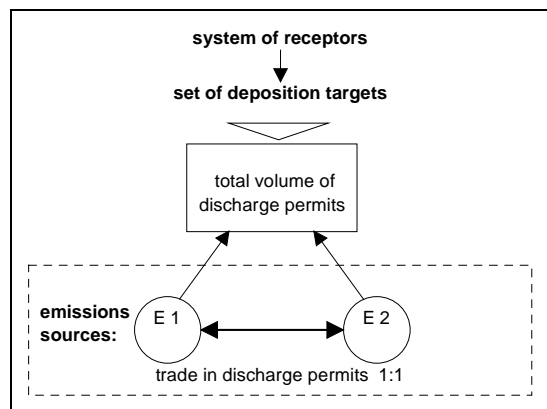 system of receptors
set of deposition targets
total volume of
discharge permits
emissions
sources:
E 1
E 2
trade in discharge permits 1:1